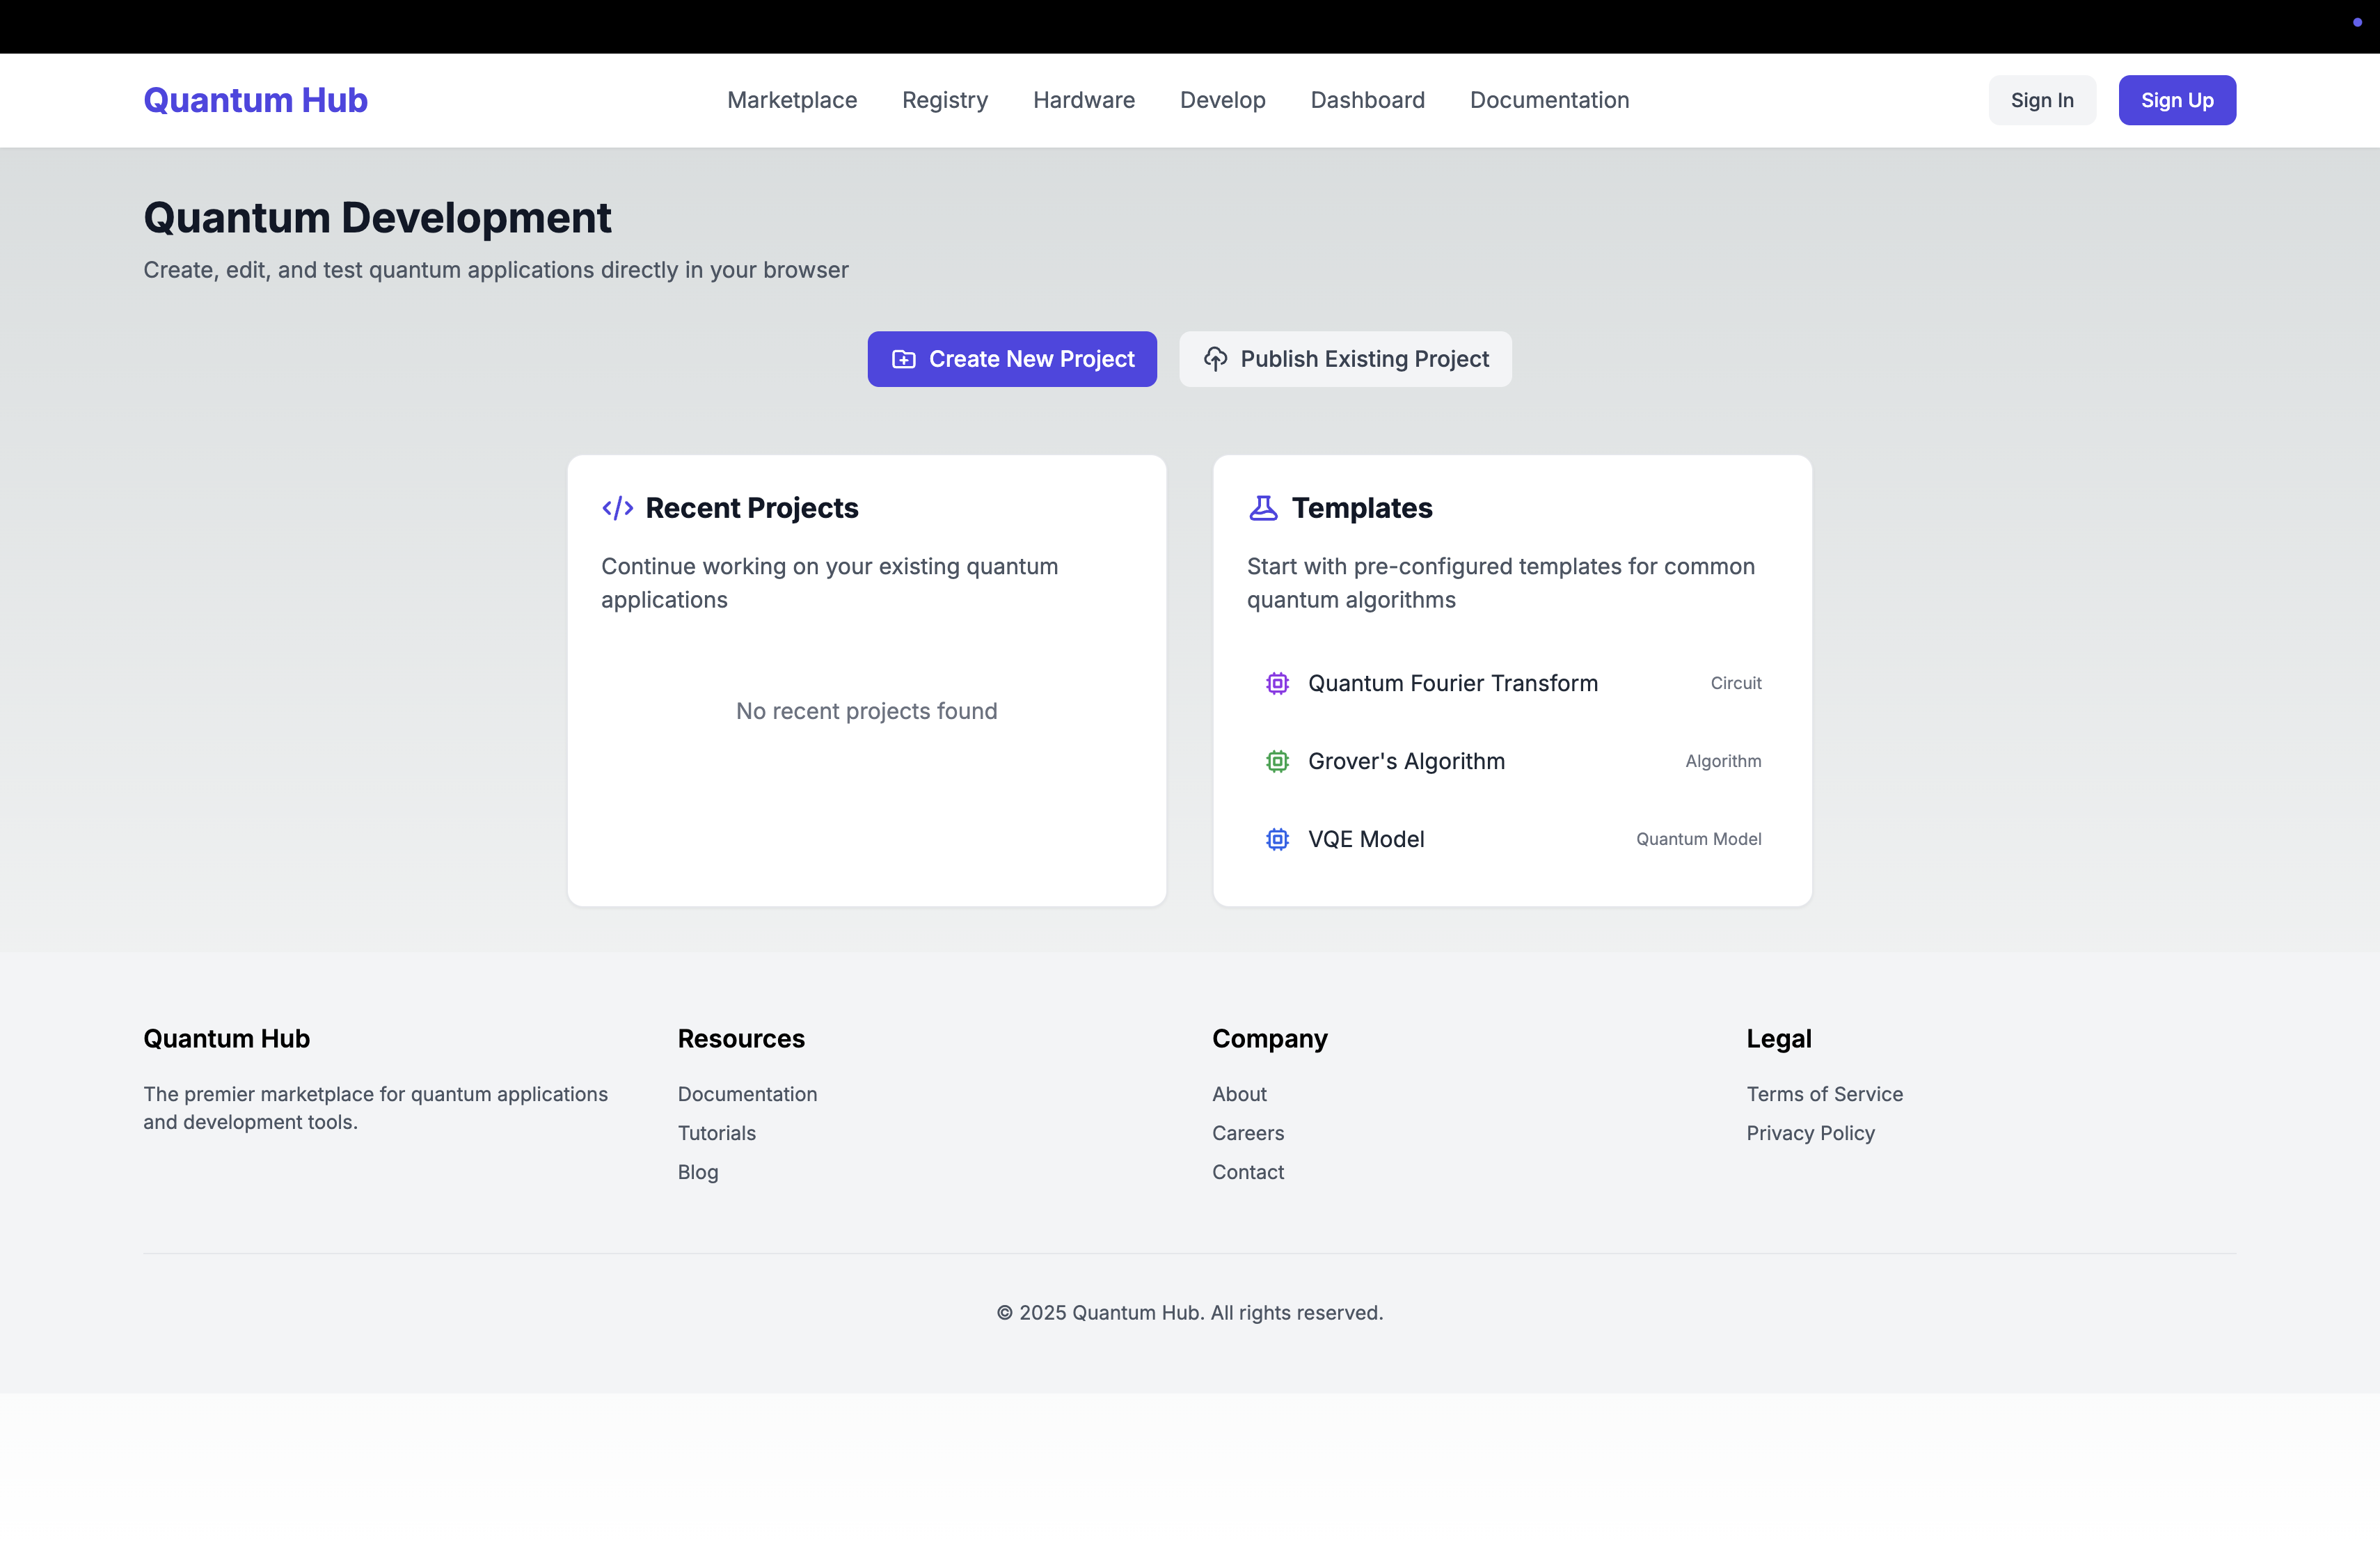 Quantum Hub
Marketplace
Registry
Hardware
Develop
Dashboard
Documentation
Sign In
Sign Up
Quantum Development
Create, edit, and test quantum applications directly in your browser
Create New Project
Publish Existing Project
Recent Projects
Continue working on your existing quantum
applications
No recent projects found
Templates
Start with pre-configured templates for common
quantum algorithms
Quantum Fourier Transform
Circuit
Grover's Algorithm
Algorithm
VQE Model
Quantum Model
Quantum Hub
The premier marketplace for quantum applications
and development tools.
Resources
Documentation
Tutorials
Blog
Company
About
Careers
Contact
Legal
Terms of Service
Privacy Policy
© 2025 Quantum Hub. All rights reserved.